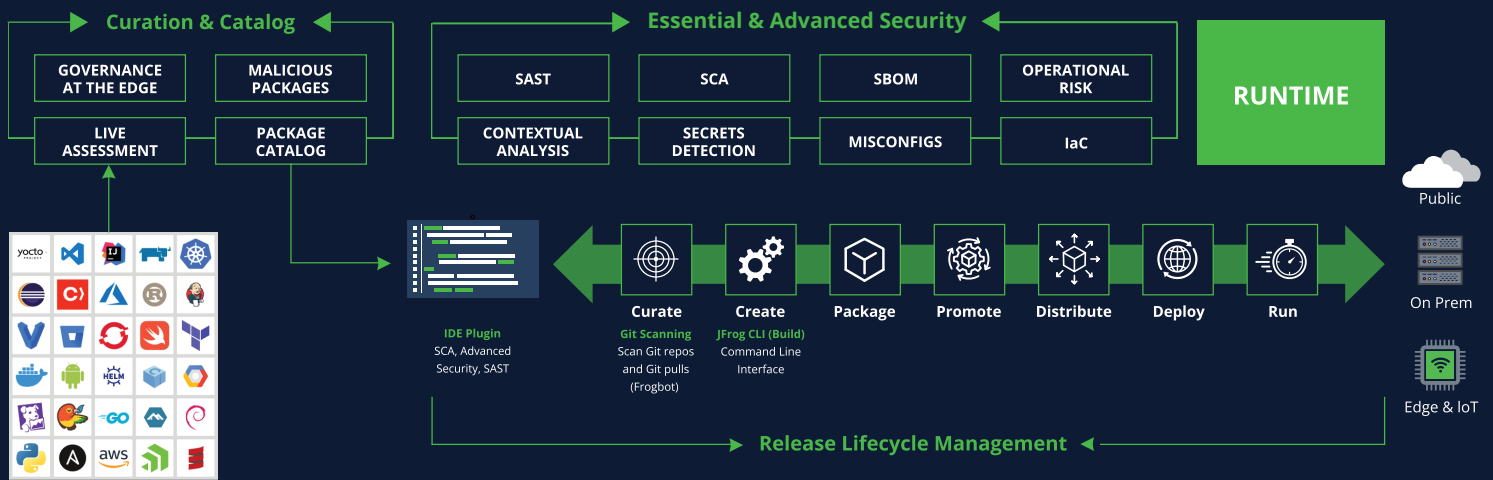 Curation & Catalog
GOVERNANCE
AT THE EDGE
MALICIOUS
PACKAGES
LIVE
ASSESSMENT
PACKAGE
CATALOG
Essential & Advanced Security
SAST
SCA
SBOM
OPERATIONAL
RISK
CONTEXTUAL
ANALYSIS
SECRETS
DETECTION
MISCONFIGS
IaC
RUNTIME
Public
On Prem
Edge & IoT
yocto
PROJECT
IJ
HELM
GO
aws
IDE Plugin
SCA, Advanced
Security, SAST
Curate
Git Scanning
Scan Git repos
and Git pulls
(Frogbot)
Create
JFrog CLI (Build)
Command Line
Interface
Package
Promote
Distribute
Deploy
Run
Release Lifecycle Management